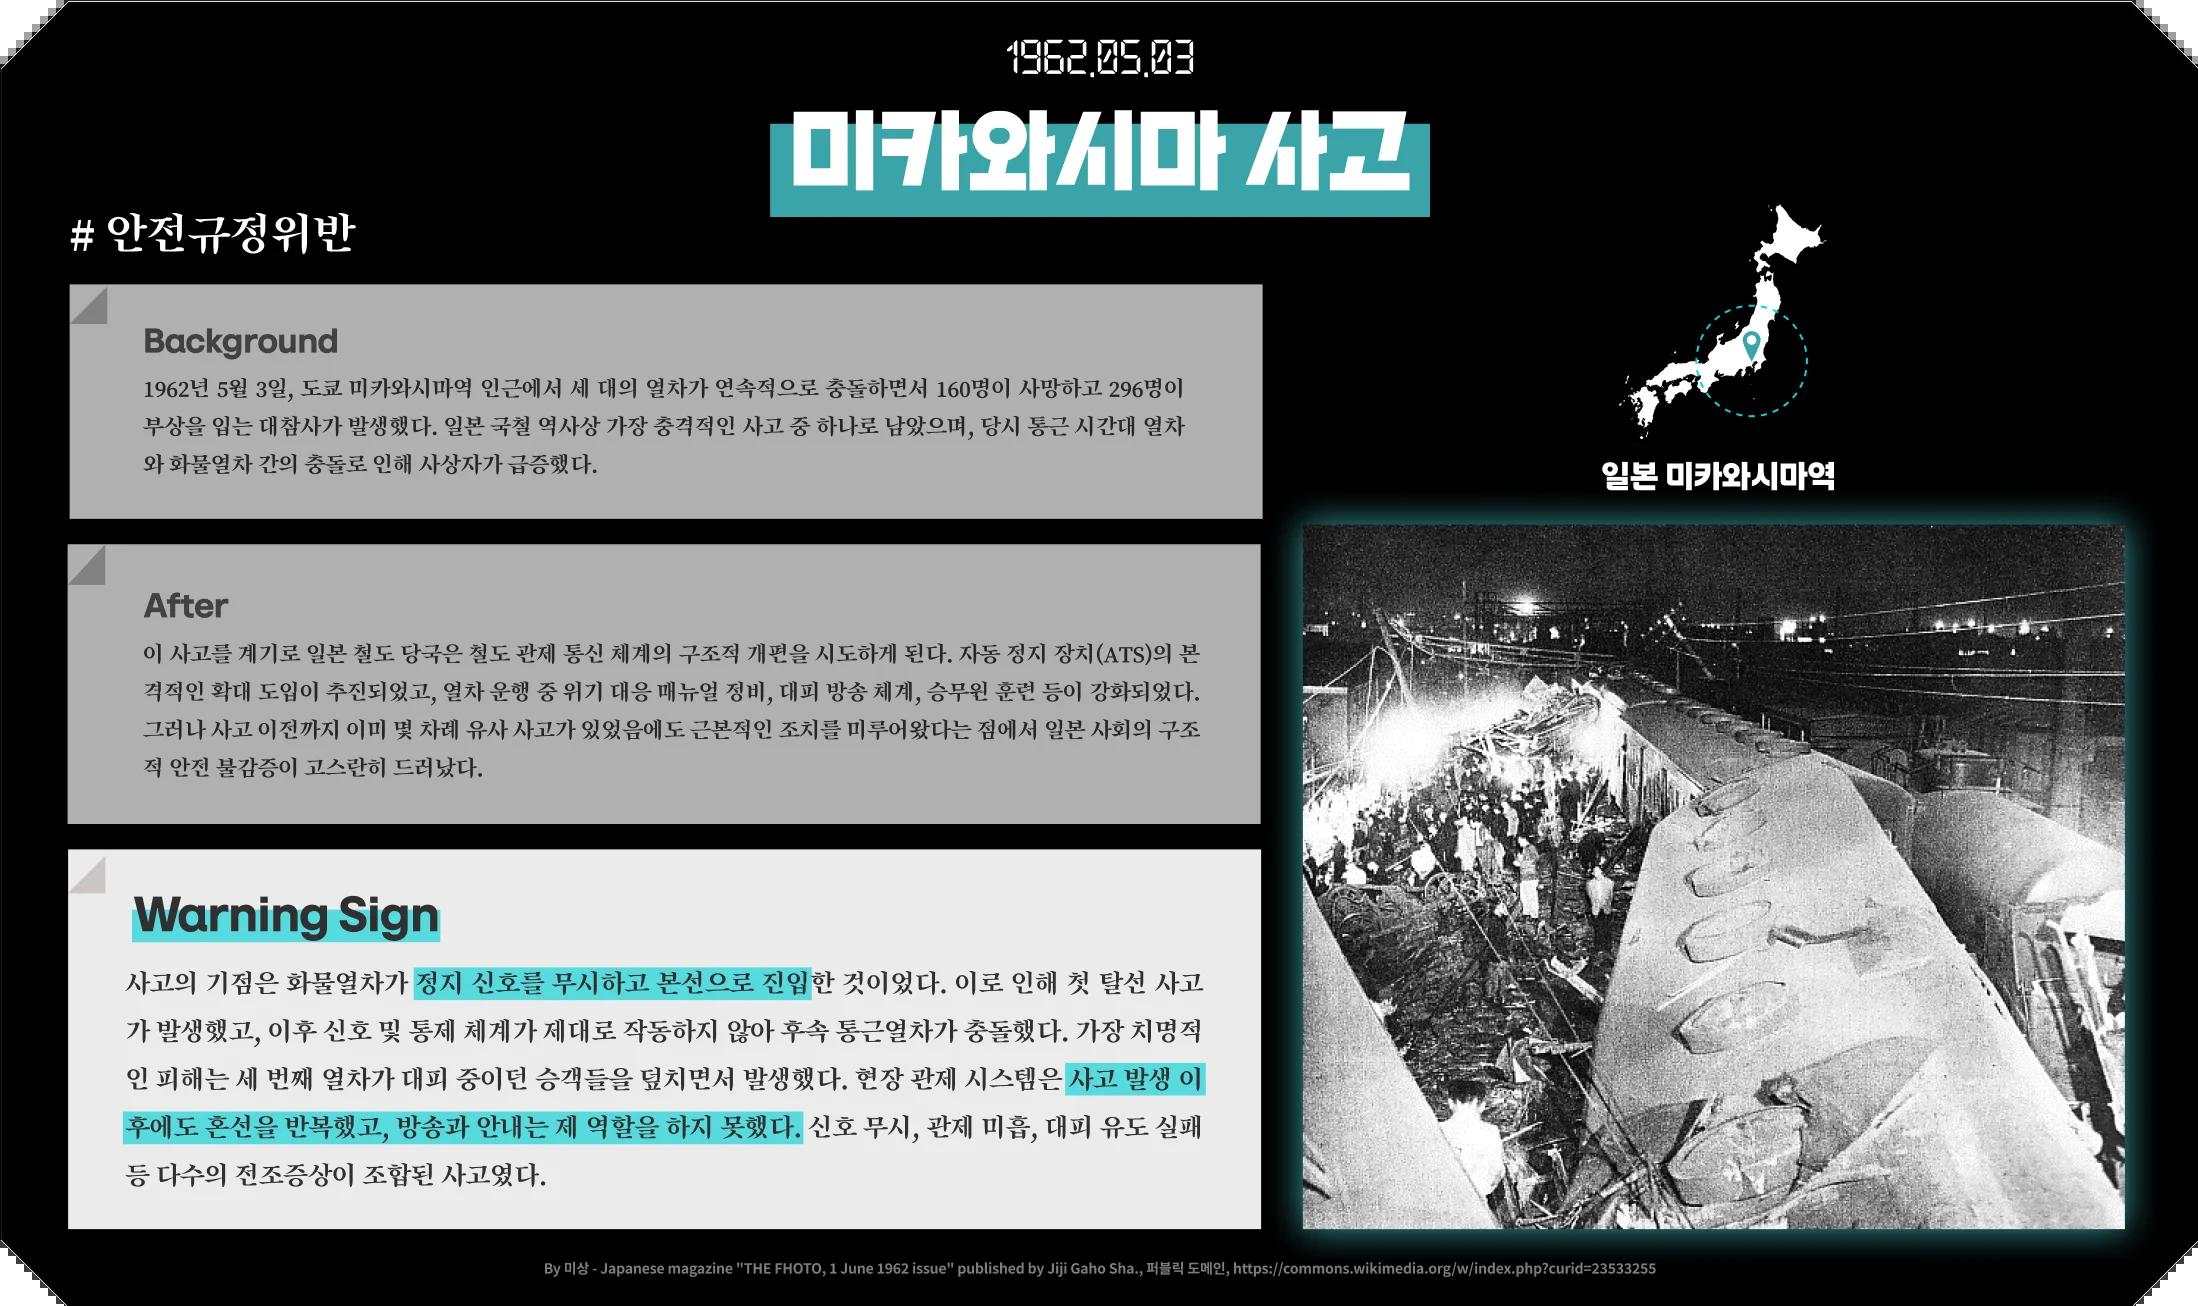 1962.05.03
미카와시마 사고
# 안전규정위반
Background
1962년 5월 3일, 도쿄 미카와시마역 인근에서 세 대의 열차가 연속적으로 충돌하면서 160명이 사망하고 296명이
부상을 입는 대참사가 발생했다. 일본 국철 역사상 가장 충격적인 사고 중 하나로 남았으며, 당시 통근 시간대 열차
와 화물열차 간의 충돌로 인해 사상자가 급증했다.
After
이 사고를 계기로 일본 철도 당국은 철도 관제 통신 체계의 구조적 개편을 시도하게 된다. 자동 정지 장치(ATS)의 본
격적인 확대 도입이 추진되었고, 열차 운행 중 위기 대응 매뉴얼 정비, 대피 방송 체계, 승무원 훈련 등이 강화되었다.
그러나 사고 이전까지 이미 몇 차례 유사 사고가 있었음에도 근본적인 조치를 미루어왔다는 점에서 일본 사회의 구조
적 안전 불감증이 고스란히 드러났다.
Warning Sign
사고의 기점은 화물열차가 정지 신호를 무시하고 본선으로 진입한 것이었다. 이로 인해 첫 탈선 사고
가 발생했고, 이후 신호 및 통제 체계가 제대로 작동하지 않아 후속 통근열차가 충돌했다. 가장 치명적
인 피해는 세 번째 열차가 대피 중이던 승객들을 덮치면서 발생했다. 현장 관제 시스템은 사고 발생 이
후에도 혼선을 반복했고, 방송과 안내는 제 역할을 하지 못했다. 신호 무시, 관제 미흡, 대피 유도 실패
등 다수의 전조증상이 조합된 사고였다.
일본 미카와시마역
By 미상 - Japanese magazine "THE FHOTO, 1 June 1962 issue" published by Jiji Gaho Sha., 퍼블릭 도메인, https://commons.wikimedia.org/w/index.php?curid=23533255